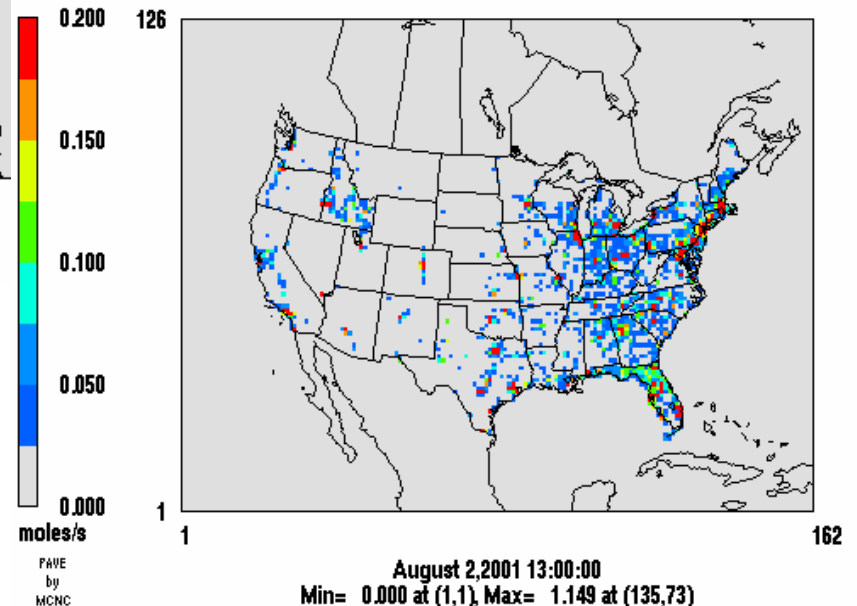 0.200
0.150
0.100
0.050
0.000
moles/s
PAVE
by
MCNC
126
1
1
162
August 2,2001 13:00:00
Min= 0.000 at (1,1), Max= 1.149 at (135,73)